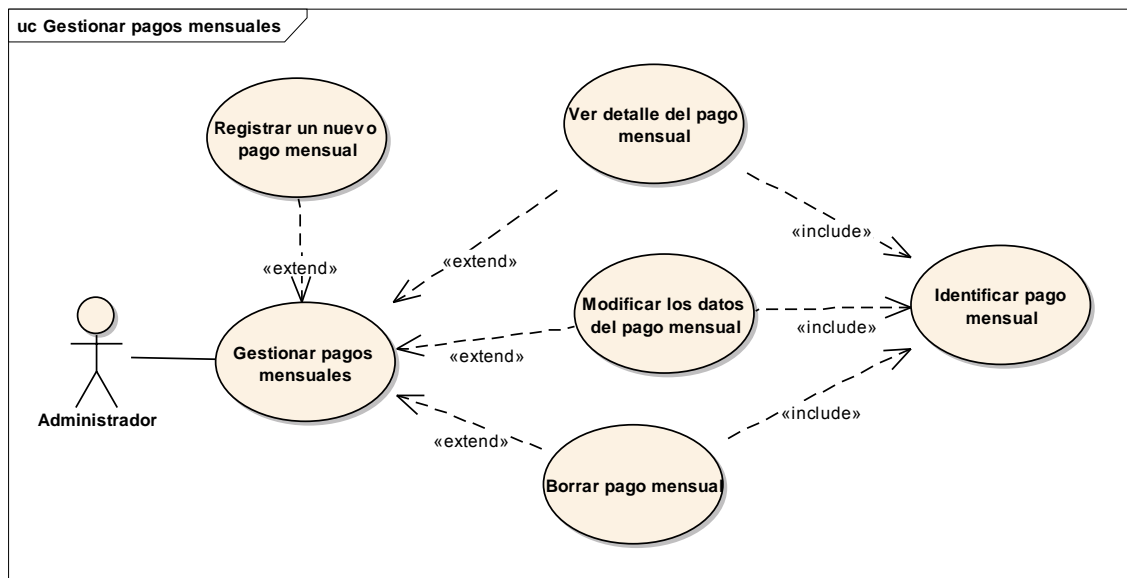 uc Gestionar pagos mensuales
Registrar un nuevo
pago mensual
Ver detalle del pago
mensual
«include»
«extend»
«extend»
Modificar los datos
del pago mensual
Identificar pago
mensual
«include»
Gestionar pagos
mensuales
«extend»
Administrador
«include»
«extend»
Borrar pago mensual